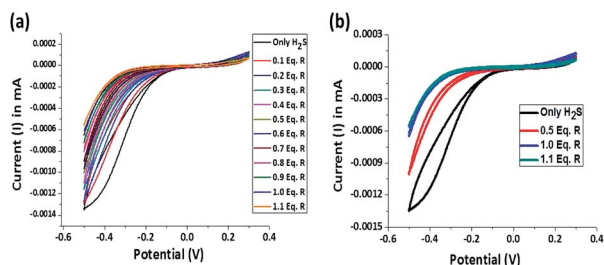 (a)
0.0002
0.0000
-0.0002
-0.0004
-0.0006
-0.0008
-0.0010
-0.0012
-0.0014
Current (I) in mA
-0.6
-0.4
-0.2
0.0
0.2
0.4
Potential (V)
Only H₂S
0.1 Eq. R
0.2 Eq. R
0.3 Eq. R
0.4 Eq. R
0.5 Eq. R
0.6 Eq. R
0.7 Eq. R
0.8 Eq. R
0.9 Eq. R
1.0 Eq. R
1.1 Eq. R
(b)
0.0003
0.0000
-0.0003
-0.0006
-0.0009
-0.0012
-0.0015
Current (I) in mA
-0.6
-0.4
-0.2
0.0
0.2
0.4
Potential (V)
Only H₂S
0.5 Eq. R
1.0 Eq. R
1.1 Eq. R